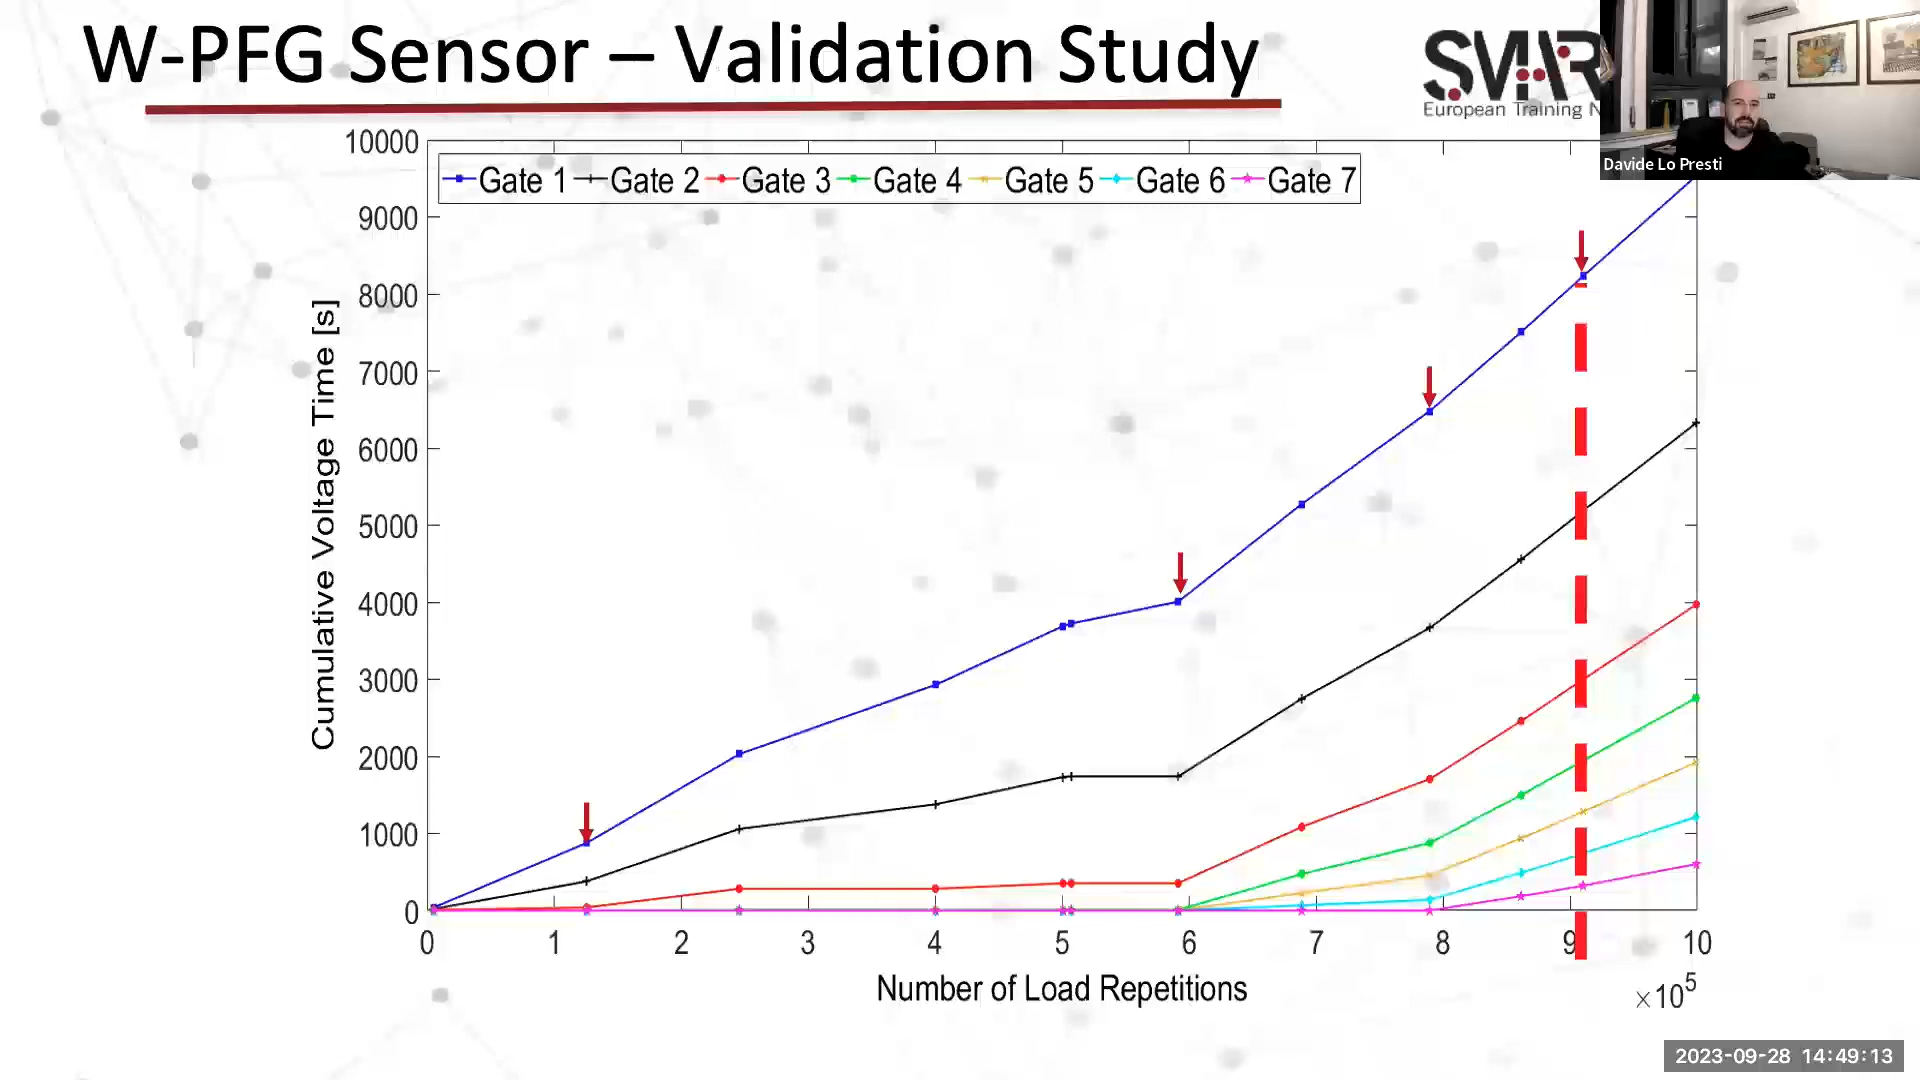 W-PFG Sensor – Validation Study
SMAR
European Training N
Davide Lo Presti
Gate 1 Gate 2 Gate 3 Gate 4 Gate 5 Gate 6 Gate 7
10000
9000
8000
7000
6000
5000
4000
3000
2000
1000
0
Cumulative Voltage Time [s]
0 1 2 3 4 5 6 7 8 9 10
Number of Load Repetitions
×10⁵
2023-09-28 14:49:13